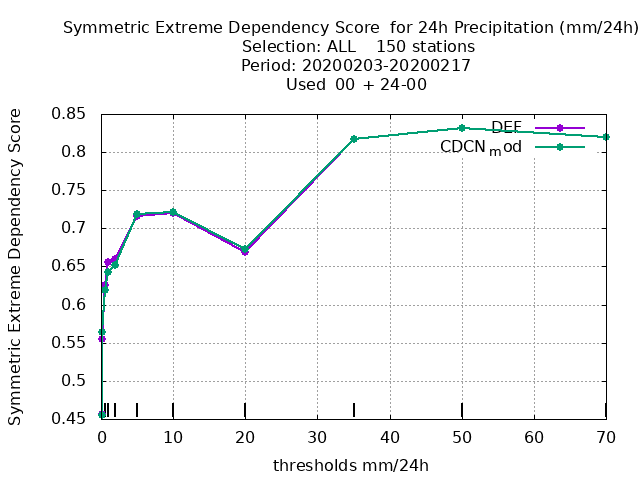 Symmetric Extreme Dependency Score  for 24h Precipitation (mm/24h)
Selection: ALL    150 stations
Period: 20200203-20200217
Used  00  + 24-00
Symmetric Extreme Dependency Score
0.85
0.8
0.75
0.7
0.65
0.6
0.55
0.5
0.45
DEF
CDCNmod
0 10 20 30 40 50 60 70
thresholds mm/24h